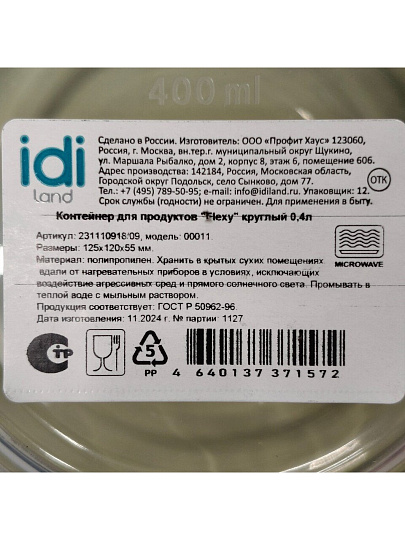 400 ml
idi
land
Сделано в России. Изготовитель: ООО «Профит Хаус» 123060,
Россия, г. Москва, вн.тер.г. муниципальный округ Щукино,
ул. Маршала Рыбалко, дом 2, корпус 8, этаж 6, помещение 606.
Адрес производства: 142184, Россия, Московская область,
Городской округ Подольск, село Сынково, дом 77.
Тел.: +7 (495) 789-50-95; e-mail: info@idiland.ru Упаковщик: 12.
Срок службы (годности) не ограничен. Для применения в быту.
ОТК
Контейнер для продуктов "Flexy" круглый 0,4л
Артикул: 231110918/09, модель: 00011.
Размеры: 125х120х55 мм.
Материал: полипропилен. Хранить в крытых сухих помещениях
вдали от нагревательных приборов в условиях, исключающих
воздействие агрессивных сред и прямого солнечного света. Промывать в
теплой воде с мыльным раствором.
Продукция соответствует: ГОСТ Р 50962-96.
Дата изготовления: 11.2024 г. № партии: 1127
MICROWAVE
СТР
5
PP
4 640137 371572